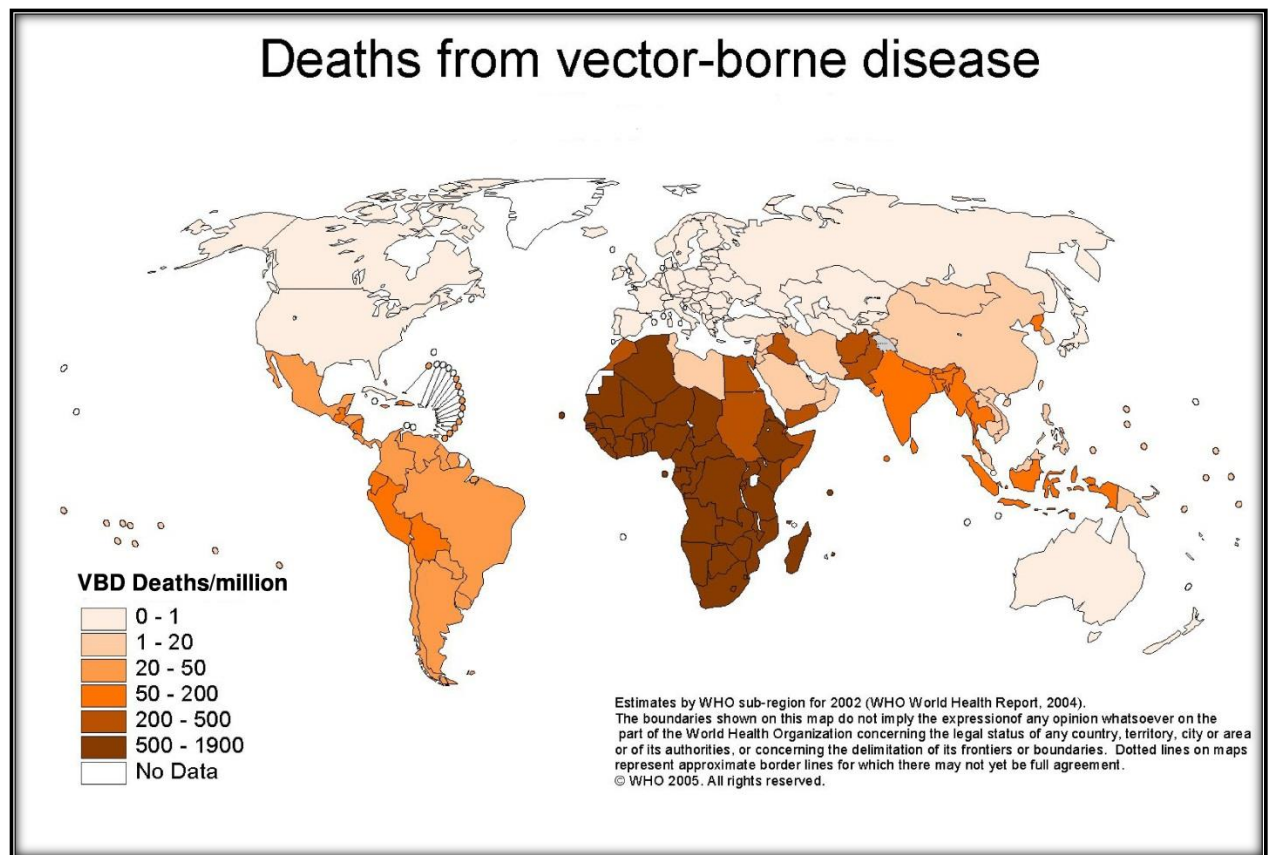 Deaths from vector-borne disease
VBD Deaths/million
0 - 1
1 - 20
20 - 50
50 - 200
200 - 500
500 - 1900
No Data
Estimates by WHO sub-region for 2002 (WHO World Health Report, 2004).
The boundaries shown on this map do not imply the expressionof any opinion whatsoever on the
part of the World Health Organization concerning the legal status of any country, territory, city or area
or of its authorities, or concerning the delimitation of its frontiers or boundaries. Dotted lines on maps
represent approximate border lines for which there may not yet be full agreement.
© WHO 2005. All rights reserved.